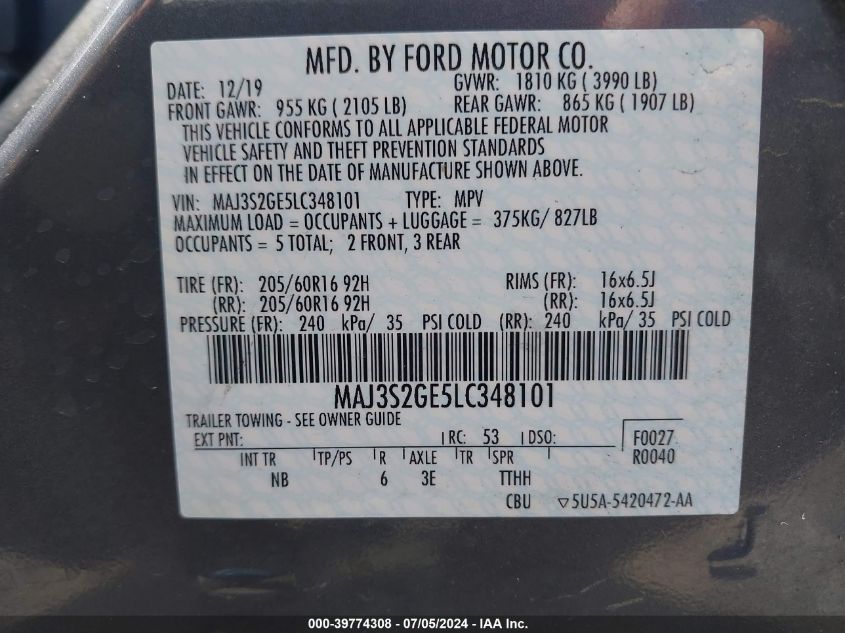 MFD. BY FORD MOTOR CO.
DATE: 12/19 GVWR: 1810 KG ( 3990 LB)
FRONT GAWR: 955 KG ( 2105 LB) REAR GAWR: 865 KG ( 1907 LB)
THIS VEHICLE CONFORMS TO ALL APPLICABLE FEDERAL MOTOR
VEHICLE SAFETY AND THEFT PREVENTION STANDARDS
IN EFFECT ON THE DATE OF MANUFACTURE SHOWN ABOVE.
VIN: MAJ3S2GE5LC348101 TYPE: MPV
MAXIMUM LOAD = OCCUPANTS + LUGGAGE = 375KG/ 827LB
OCCUPANTS = 5 TOTAL; 2 FRONT, 3 REAR
TIRE (FR): 205/60R16 92H RIMS (FR): 16x6.5J
(RR): 205/60R16 92H (RR): 16x6.5J
PRESSURE (FR): 240 kPa/ 35 PSI COLD (RR): 240 kPa/ 35 PSI COLD
MAJ3S2GE5LC348101
TRAILER TOWING - SEE OWNER GUIDE
EXT PNT: RC: 53 DSO: F0027
INT TR TP/PS R AXLE TR SPR R0040
NB 6 3E TTHH
CBU ▽5U5A-5420472-AA
000-39774308 - 07/05/2024 - IAA Inc.